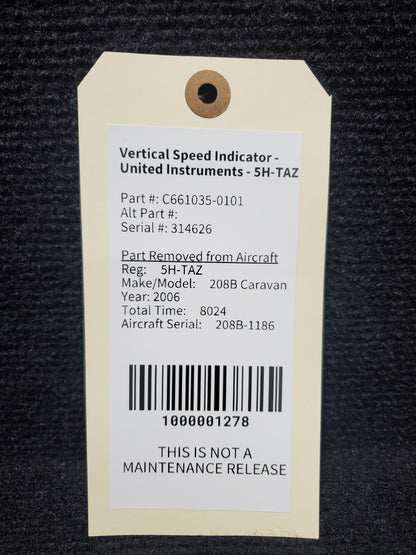 Vertical Speed Indicator -
United Instruments - 5H-TAZ
Part #: C661035-0101
Alt Part #:
Serial #: 314626
Part Removed from Aircraft
Reg: 5H-TAZ
Make/Model: 208B Caravan
Year: 2006
Total Time: 8024
Aircraft Serial: 208B-1186
1000001278
THIS IS NOT A
MAINTENANCE RELEASE